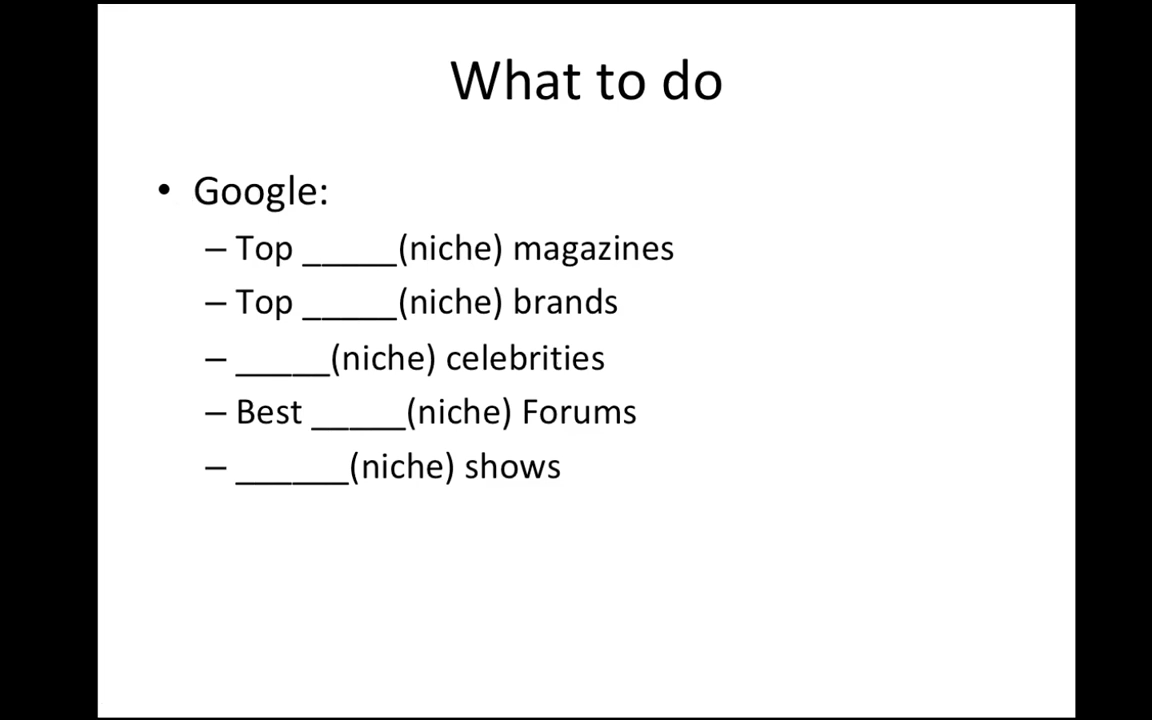 What to do
• Google:
– Top _____(niche) magazines
– Top _____(niche) brands
– _____(niche) celebrities
– Best _____(niche) Forums
– ______(niche) shows